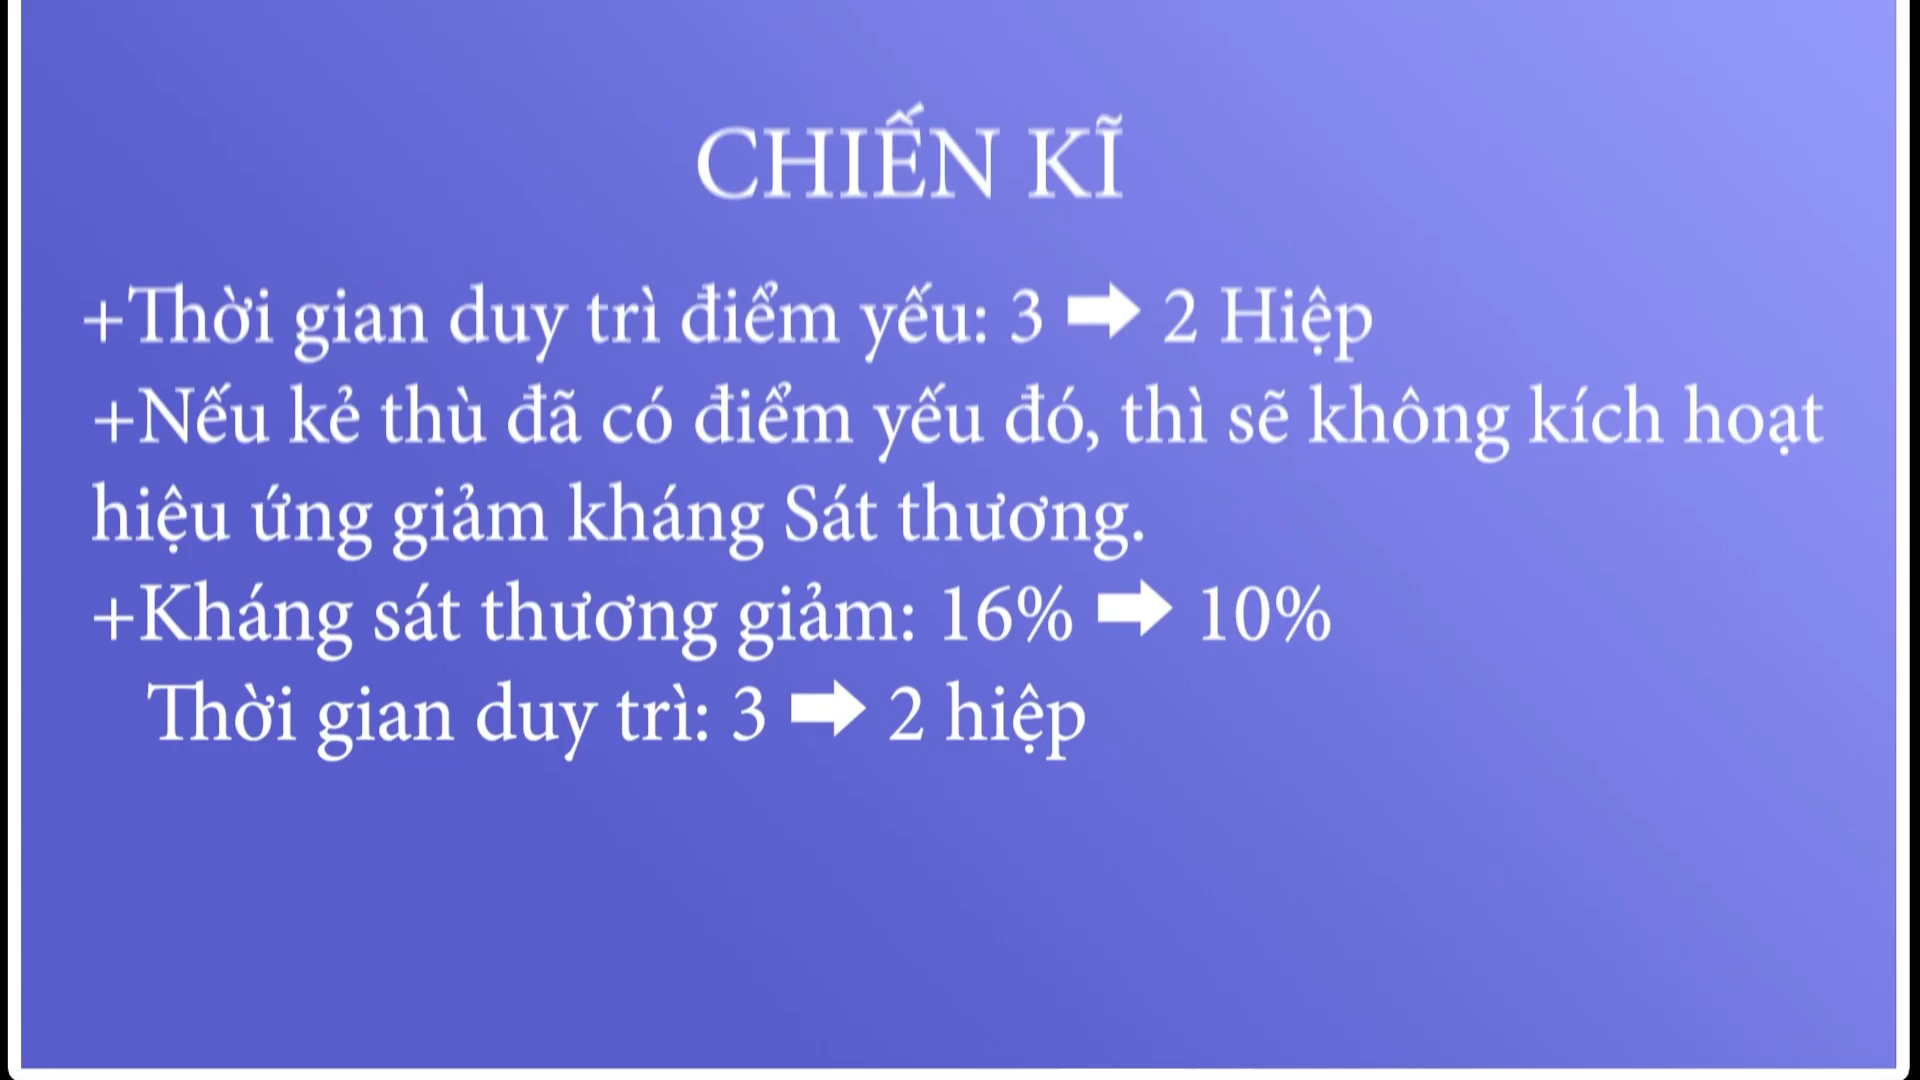 CHIẾN KĨ
+Thời gian duy trì điểm yếu: 3 ➡ 2 Hiệp
+Nếu kẻ thù đã có điểm yếu đó, thì sẽ không kích hoạt
hiệu ứng giảm kháng Sát thương.
+Kháng sát thương giảm: 16% ➡ 10%
Thời gian duy trì: 3 ➡ 2 hiệp